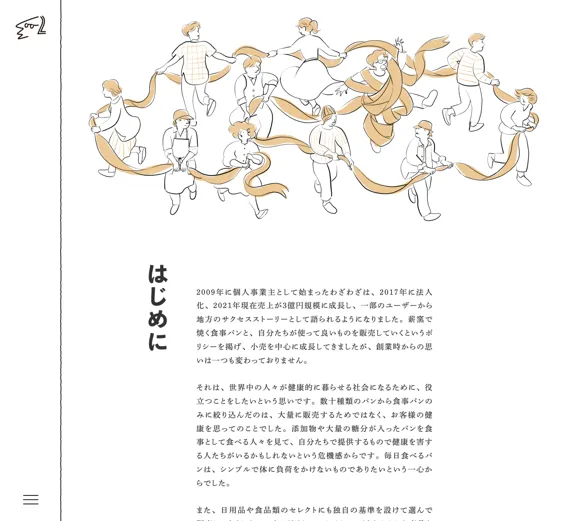 はじめに
2009年に個人事業主として始まったわざわざは、2017年に法人
化、2021年現在売上が3億円規模に成長し、一部のユーザーから
地方のサクセスストーリーとして語られるようになりました。薪窯で
焼く食事パンと、自分たちが使って良いものを販売していくというポ
リシーを掲げ、小売を中心に成長してきましたが、創業時からの思
いは一つも変わっておりません。
それは、世界中の人々が健康的に暮らせる社会になるために、役
立つことをしたいという思いです。数十種類のパンから食事パンの
みに絞り込んだのは、大量に販売するためではなく、お客様の健
康を思ってのことでした。添加物や大量の糖分が入ったパンを食
事として食べる人々を見て、自分たちで提供するもので健康を害す
る人たちがいるかもしれないという危機感からです。毎日食べるパ
ンは、シンプルで体に負荷をかけないものでありたいという一心か
らでした。
また、日用品や食品類のセレクトにも独自の基準を設けて選んで